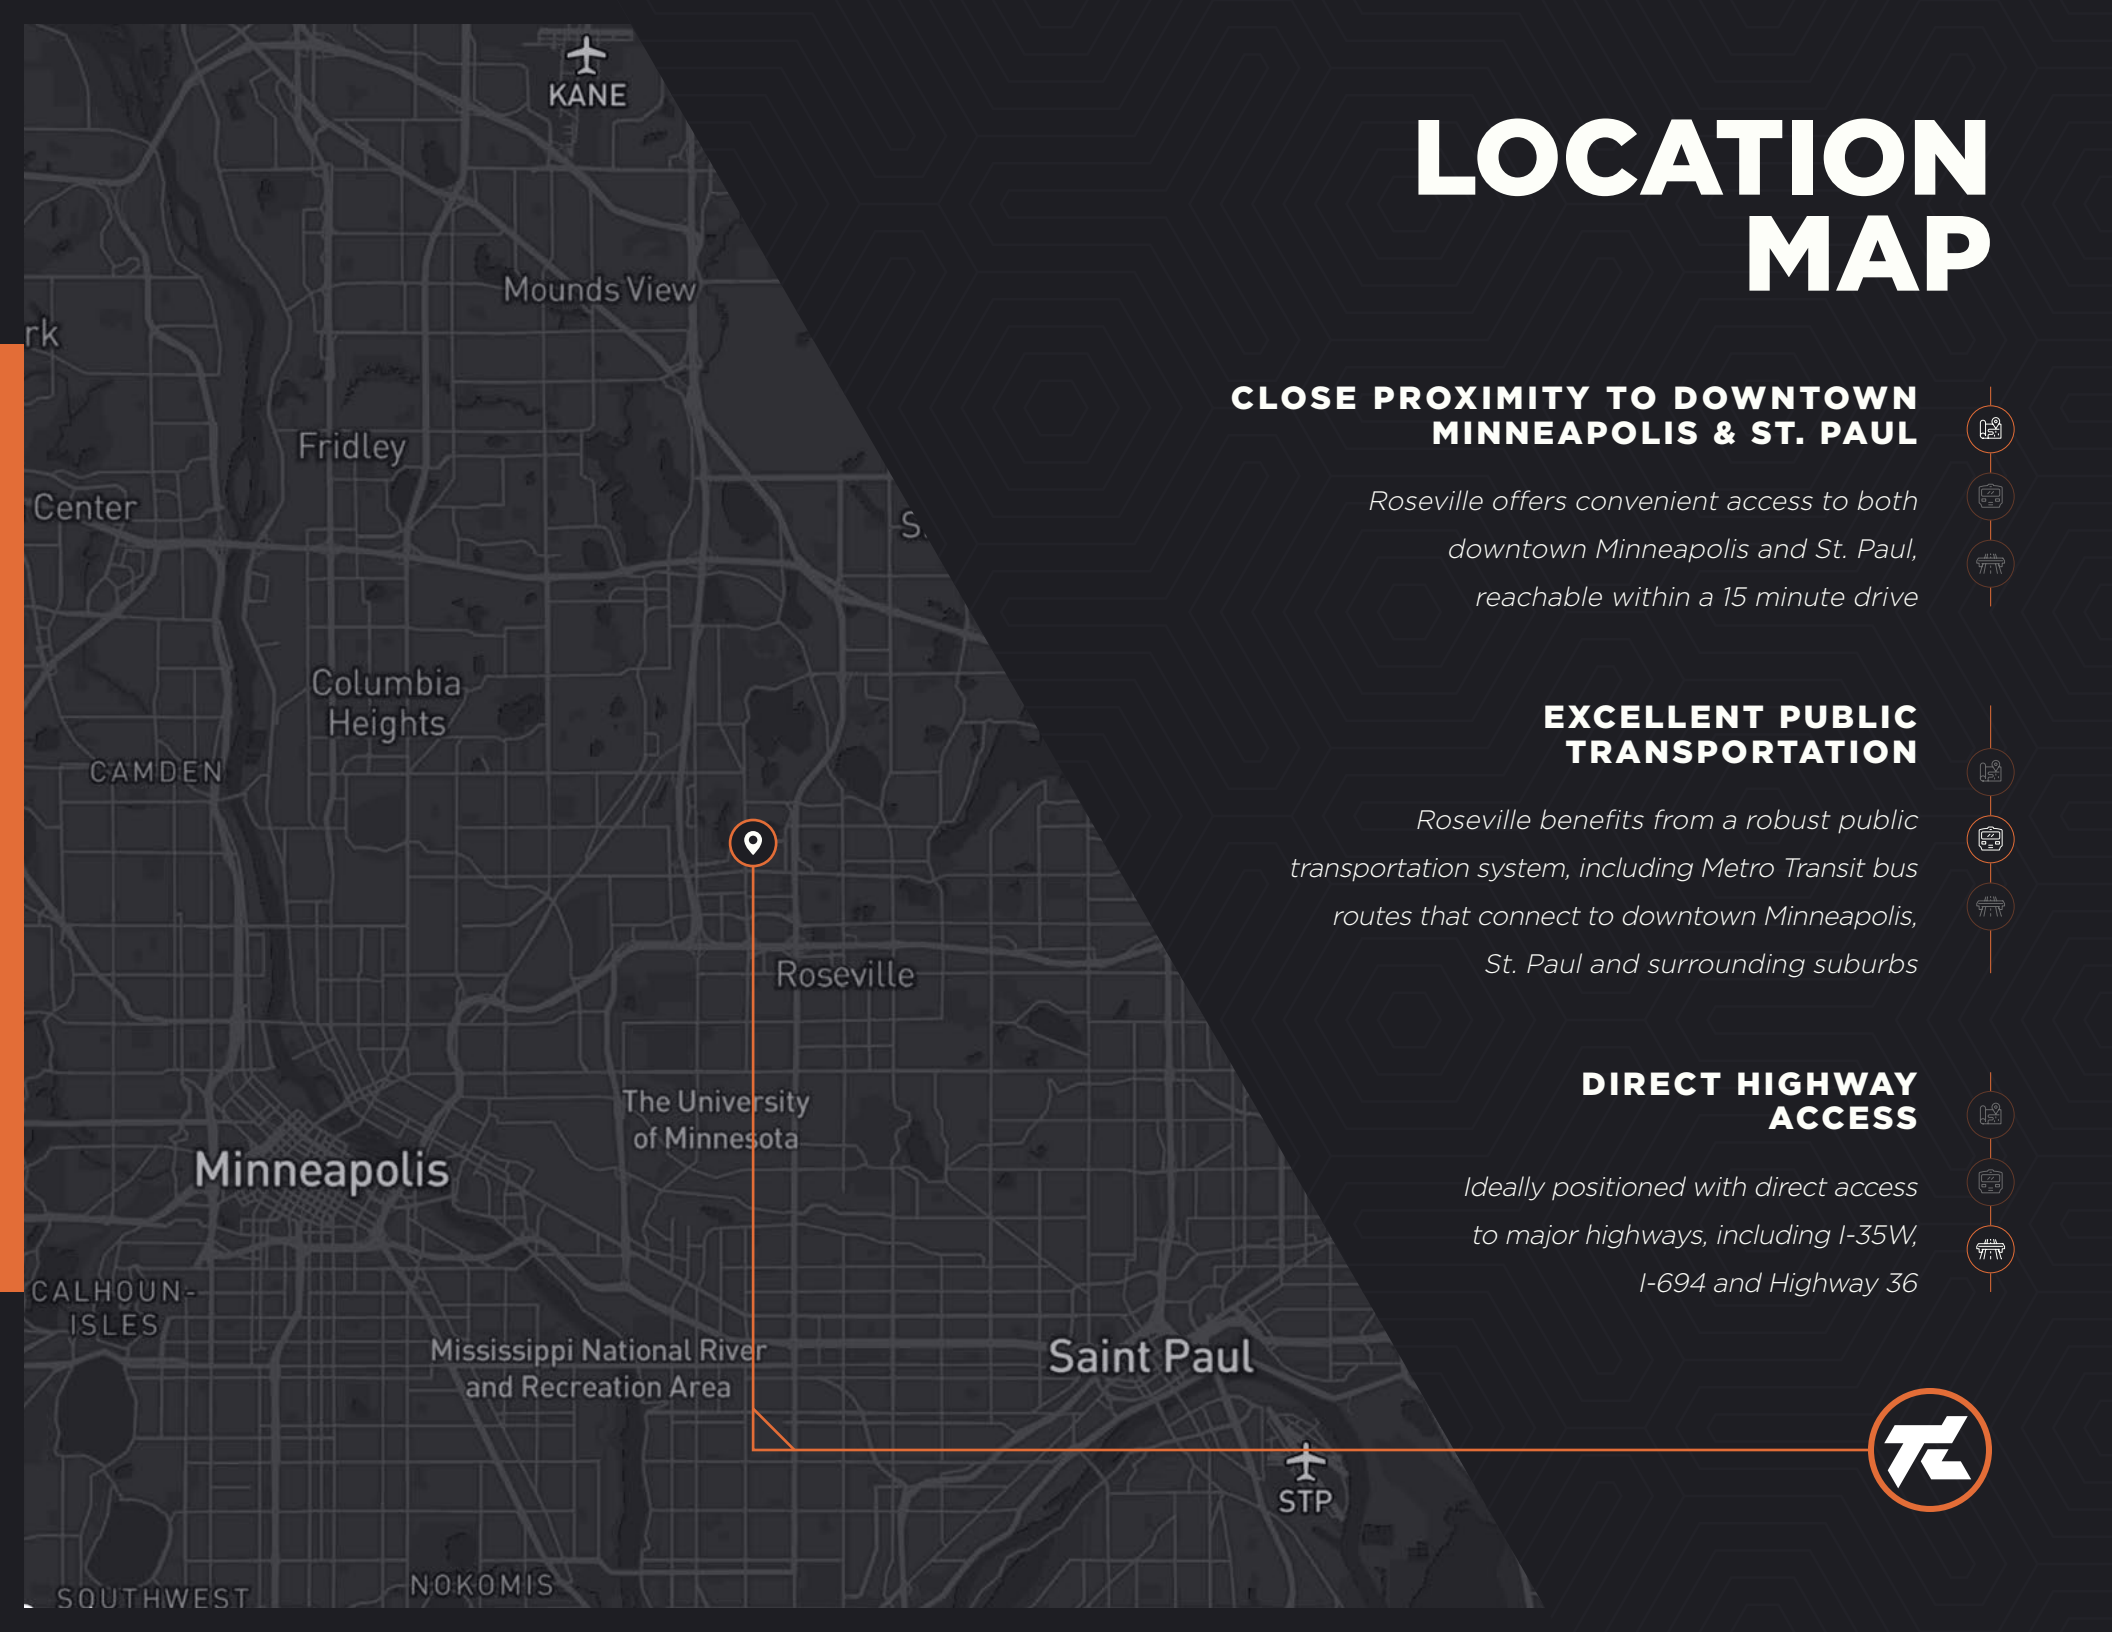 LOCATION
MAP
CLOSE PROXIMITY TO DOWNTOWN
MINNEAPOLIS & ST. PAUL
Roseville offers convenient access to both
downtown Minneapolis and St. Paul,
reachable within a 15 minute drive
EXCELLENT PUBLIC
TRANSPORTATION
Roseville benefits from a robust public
transportation system, including Metro Transit bus
routes that connect to downtown Minneapolis,
St. Paul and surrounding suburbs
DIRECT HIGHWAY
ACCESS
Ideally positioned with direct access
to major highways, including I-35W,
I-694 and Highway 36
TC
KANE
Mounds View
rk
Fridley
Center
S.
Columbia
Heights
CAMDEN
Roseville
The University
of Minnesota
Minneapolis
CALHOUN-
ISLES
Mississippi National River
and Recreation Area
Saint Paul
STP
NOKOMIS
SOUTHWEST